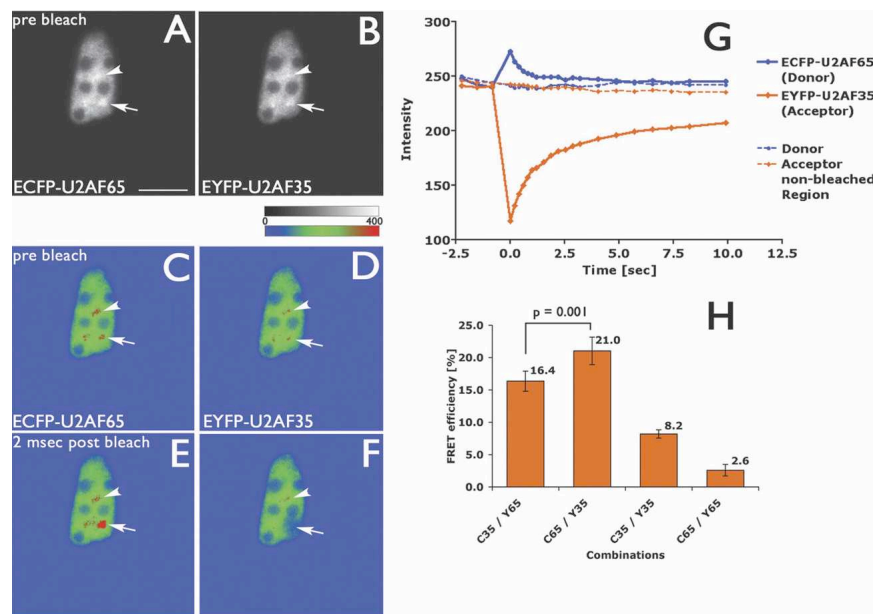 pre bleach
A
B
ECFP-U2AF65
EYFP-U2AF35
0
400
pre bleach
C
D
ECFP-U2AF65
EYFP-U2AF35
2 msec post bleach
E
F
G
Intensity
300
250
200
150
100
-2.5
0.0
2.5
5.0
7.5
10.0
12.5
Time [sec]
ECFP-U2AF65
(Donor)
EYFP-U2AF35
(Acceptor)
Donor
Acceptor
non-bleached
Region
H
p = 0.001
FRET efficiency [%]
25.0
20.0
15.0
10.0
5.0
0.0
16.4
21.0
8.2
2.6
C35 / Y65
C65 / Y35
C35 / Y35
C65 / Y65
Combinations